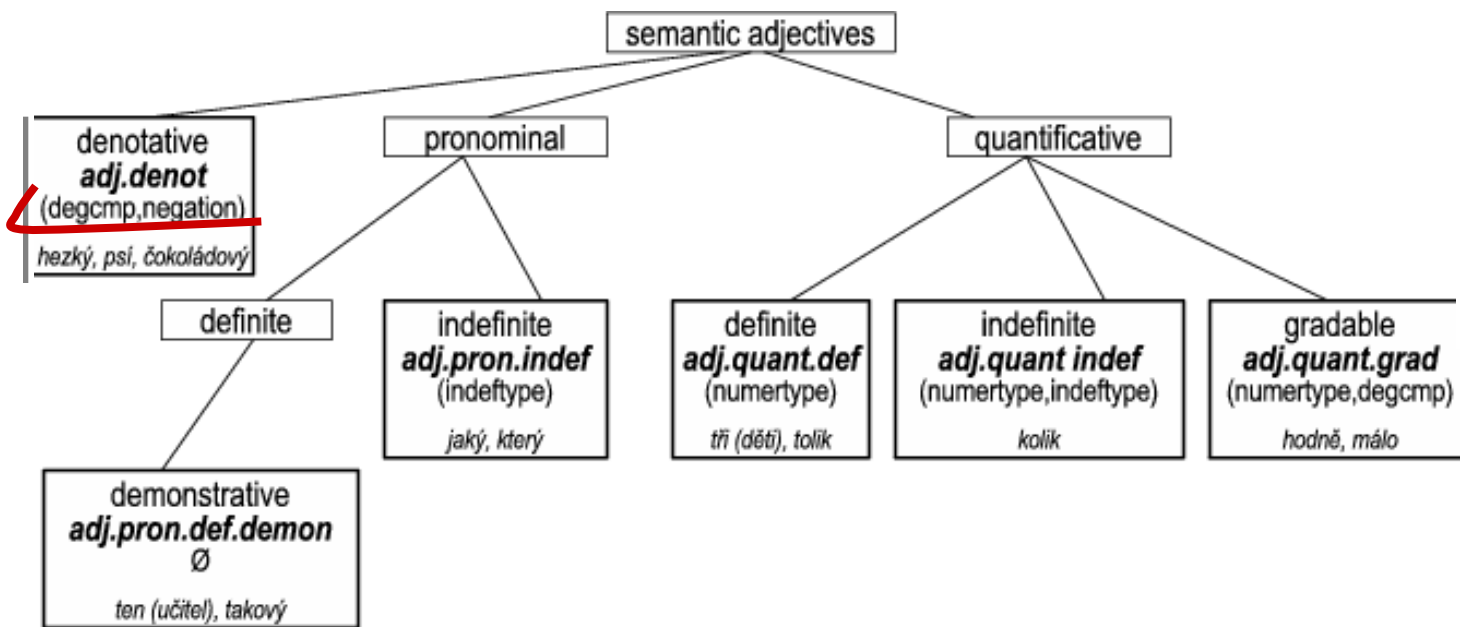 semantic adjectives
denotative
adj.denot
(degcmp,negation)
hezký, psí, čokoládový
pronominal
quantificative
definite
indefinite
adj.pron.indef
(indeftype)
jaký, který
definite
adj.quant.def
(numertype)
tři (děti), tolik
indefinite
adj.quant indef
(numertype,indeftype)
kolik
gradable
adj.quant.grad
(numertype,degcmp)
hodně, málo
demonstrative
adj.pron.def.demon
Ø
ten (učitel), takový